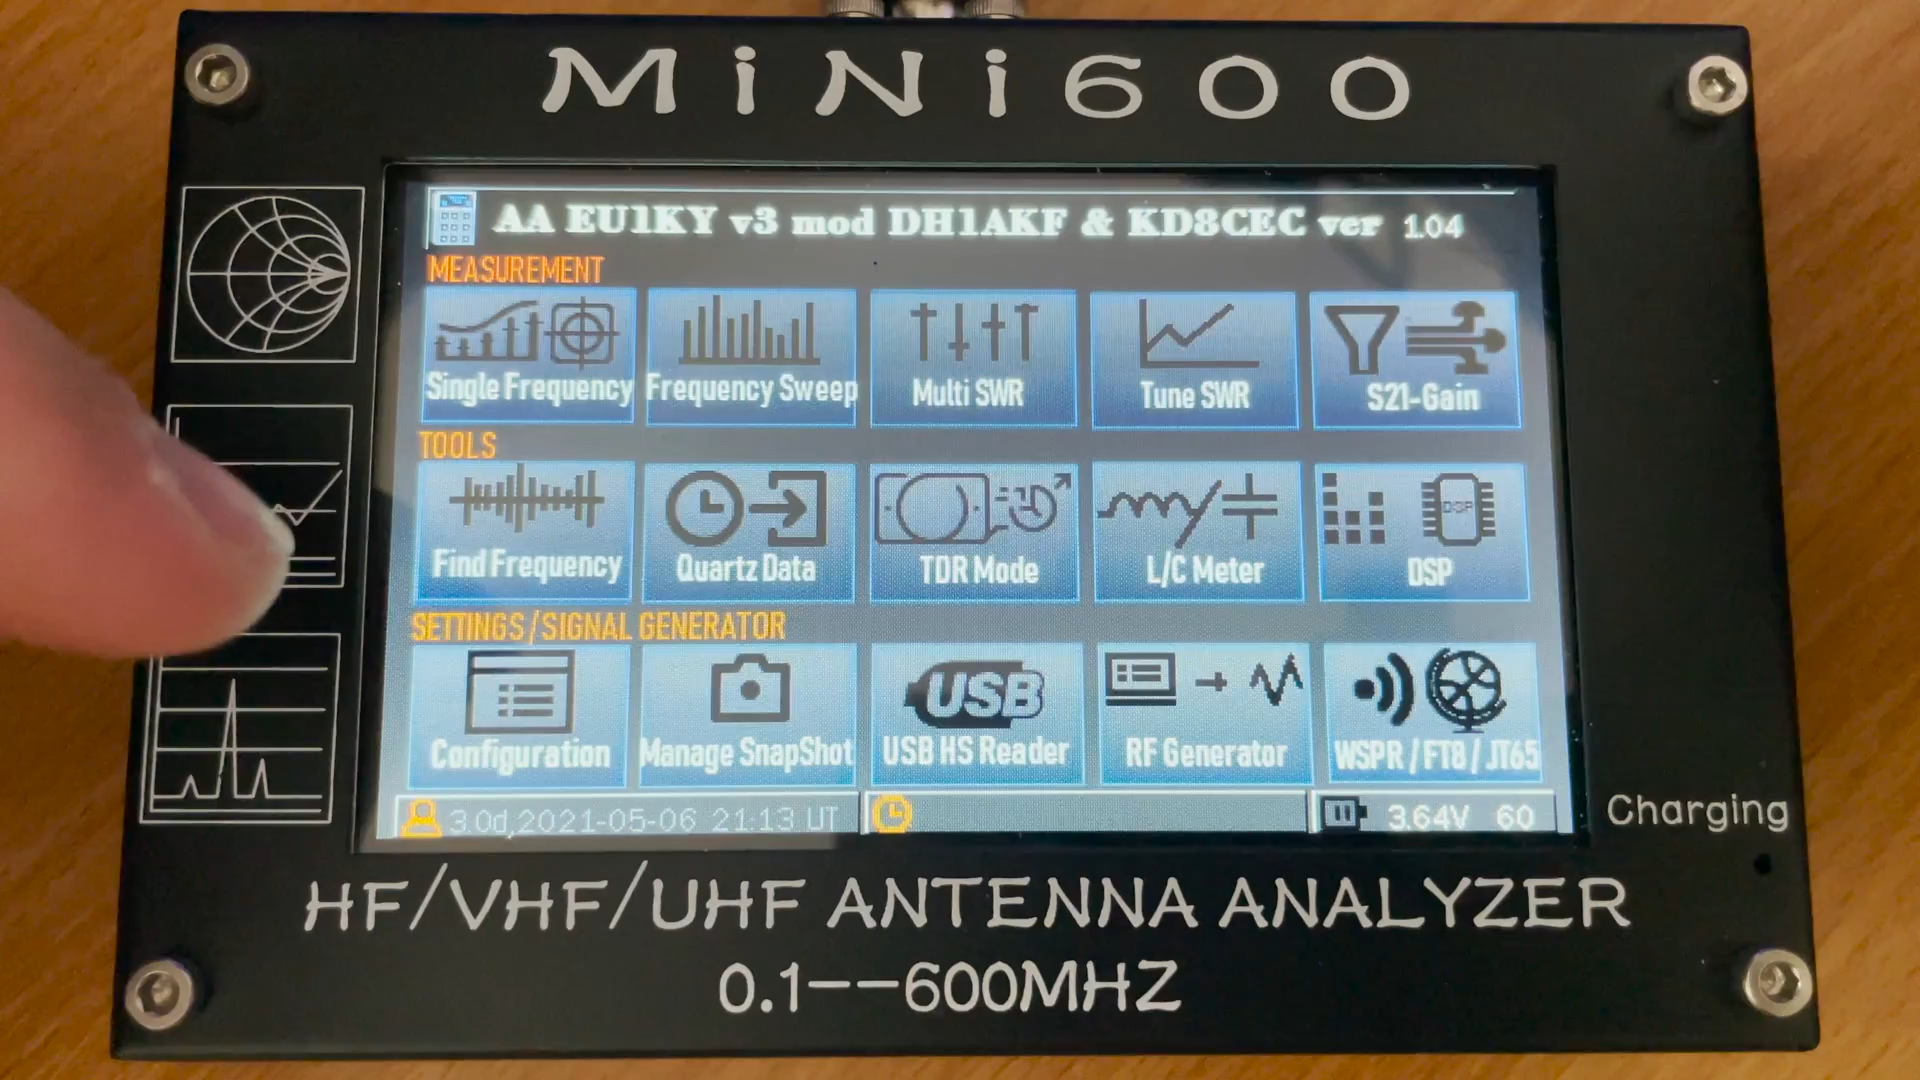 MiNi600
AA EU1KY v3 mod DH1AKF & KD8CEC ver 1.04
MEASUREMENT
Single Frequency
Frequency Sweep
Multi SWR
Tune SWR
S21-Gain
TOOLS
Find Frequency
Quartz Data
TDR Mode
L/C Meter
DSP
DSP
SETTINGS/SIGNAL GENERATOR
Configuration
Manage SnapShot
USB
USB HS Reader
RF Generator
WSPR / FT8 / JT65
3.0d,2021-05-06 21:13 UT
3.64V 60
Charging
HF/VHF/UHF ANTENNA ANALYZER
0.1--600MHZ